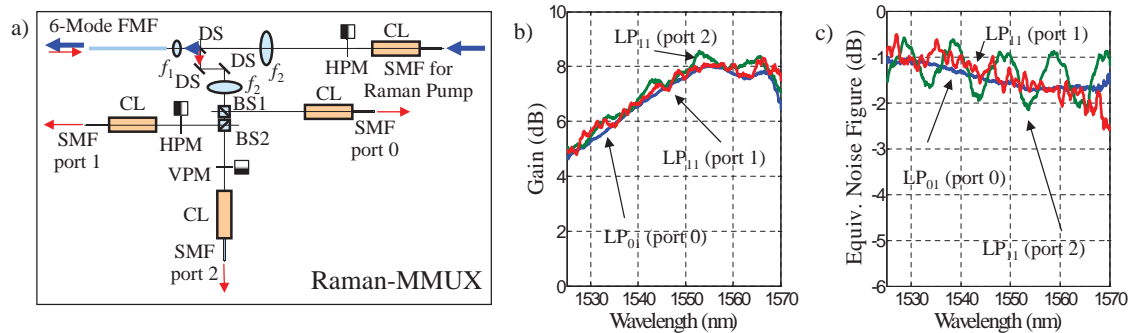 a)
6-Mode FMF
DS
CL
f1
DS
DS
f2
f2
HPM
SMF for
Raman Pump
CL
BS1
CL
SMF
port 1
HPM
BS2
SMF
port 0
VPM
CL
SMF
port 2
Raman-MMUX
b)
10
8
6
4
2
0
Gain (dB)
LP11 (port 2)
LP11 (port 1)
LP01 (port 0)
1530 1540 1550 1560 1570
Wavelength (nm)
c)
0
-1
-2
-3
-4
-5
-6
Equiv. Noise Figure (dB)
LP11 (port 1)
LP01 (port 0)
LP11 (port 2)
1530 1540 1550 1560 1570
Wavelength (nm)